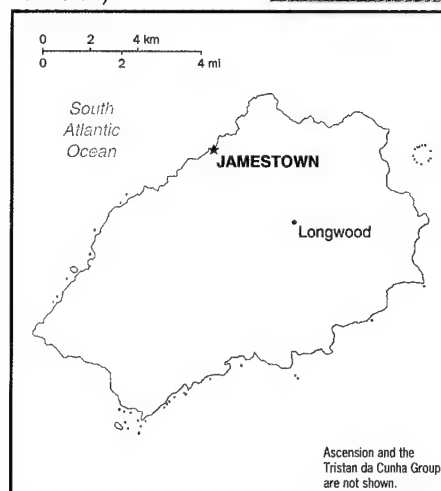 0 2 4 km
0 2 4 mi
South
Atlantic
Ocean
JAMESTOWN
Longwood
Ascension and the
Tristan da Cunha Group
are not shown.